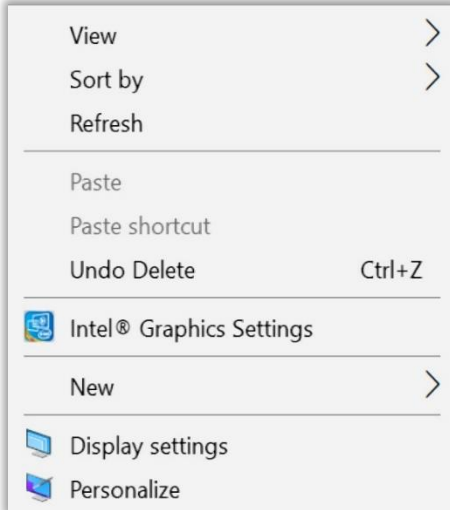 View
Sort by
Refresh
Paste
Paste shortcut
Undo Delete Ctrl+Z
Intel® Graphics Settings
New
Display settings
Personalize